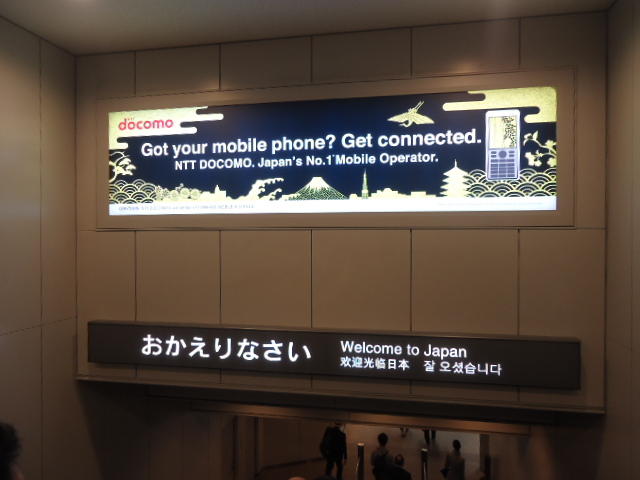 docomo
Got your mobile phone? Get connected.
NTT DOCOMO. Japan's No.1 Mobile Operator.
おかえりなさい
Welcome to Japan
欢迎光临日本 잘 오셨습니다